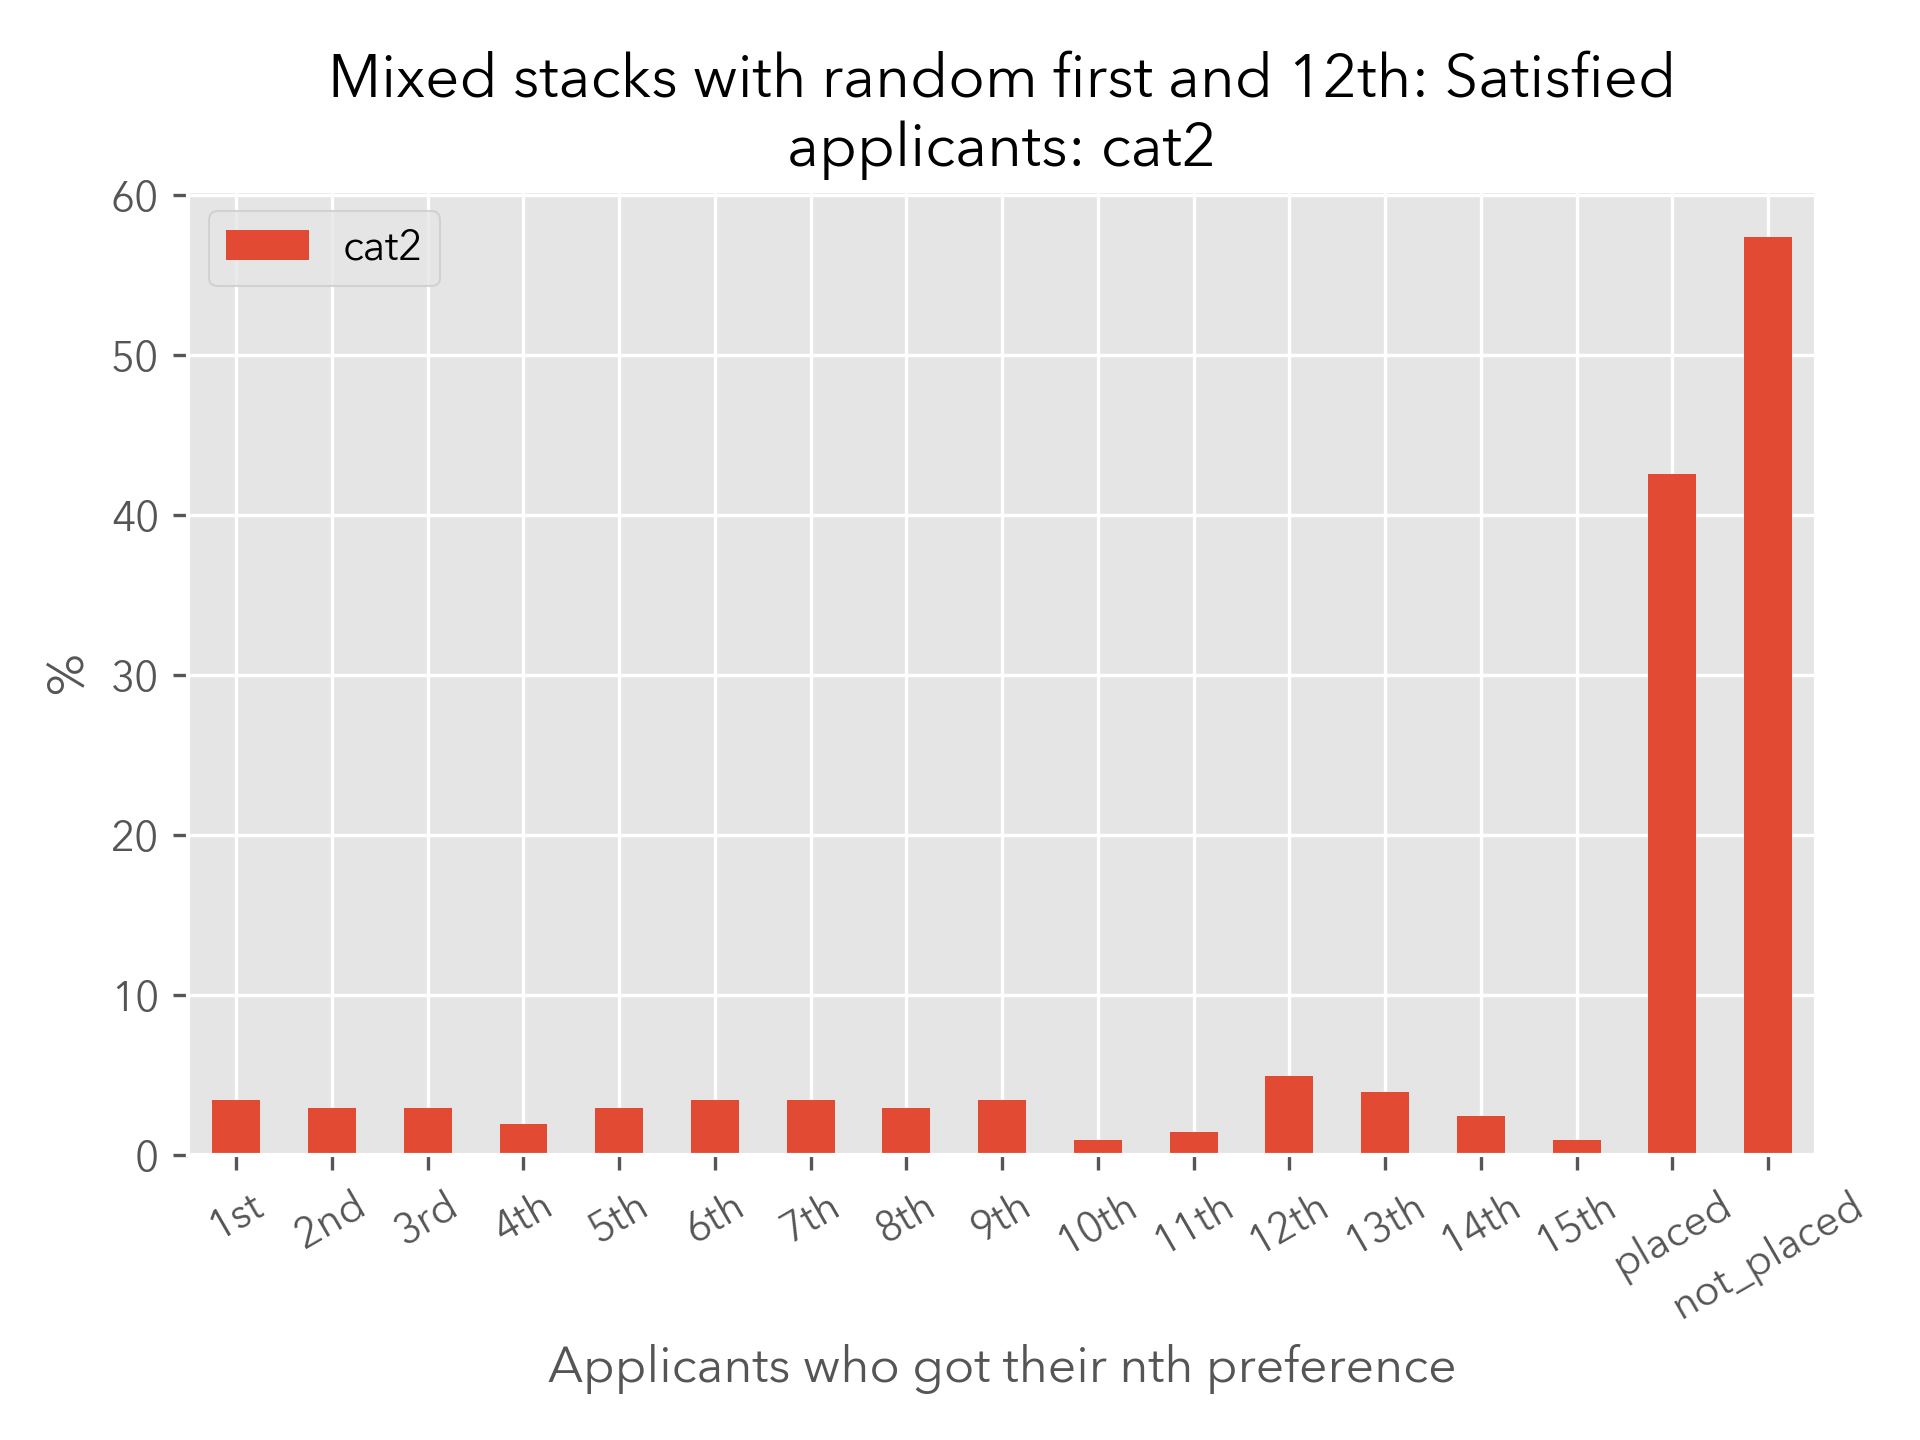 Mixed stacks with random first and 12th: Satisfied
applicants: cat2
cat2
60
50
40
30
20
10
0
%
1st
2nd
3rd
4th
5th
6th
7th
8th
9th
10th
11th
12th
13th
14th
15th
placed
not_placed
Applicants who got their nth preference